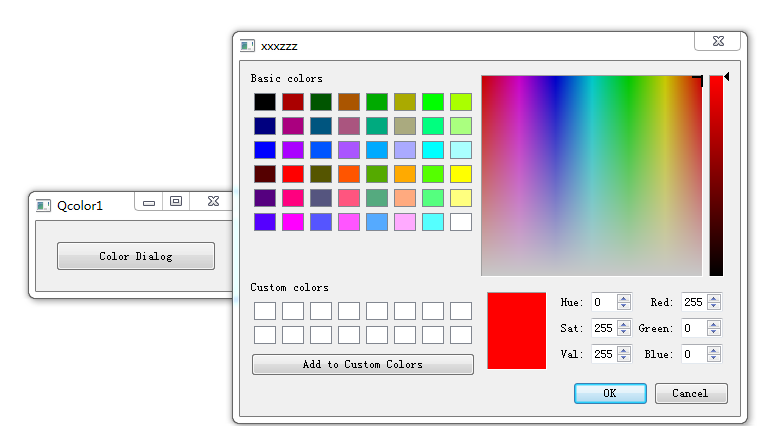 xxxzzz
Basic colors
Qcolor1
Color Dialog
Custom colors
Hue: 0 Red: 255
Sat: 255 Green: 0
Val: 255 Blue: 0
Add to Custom Colors
OK Cancel